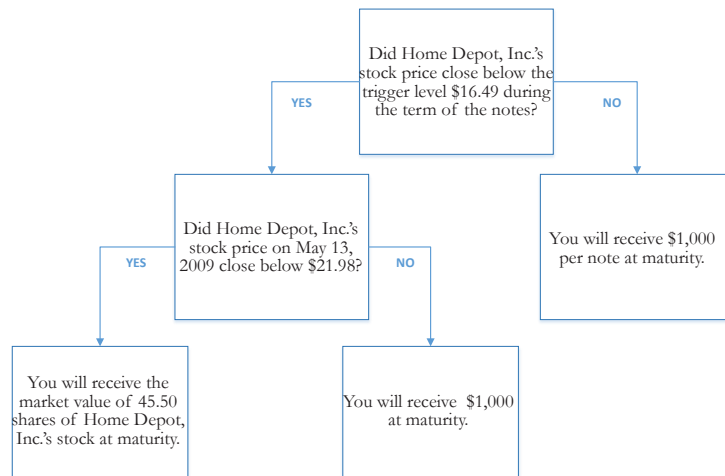 Did Home Depot, Inc.'s
stock price close below the
trigger level $16.49 during
the term of the notes?
YES
NO
Did Home Depot, Inc.'s
stock price on May 13,
2009 close below $21.98?
You will receive $1,000
per note at maturity.
YES
NO
You will receive the
market value of 45.50
shares of Home Depot,
Inc.'s stock at maturity.
You will receive $1,000
at maturity.